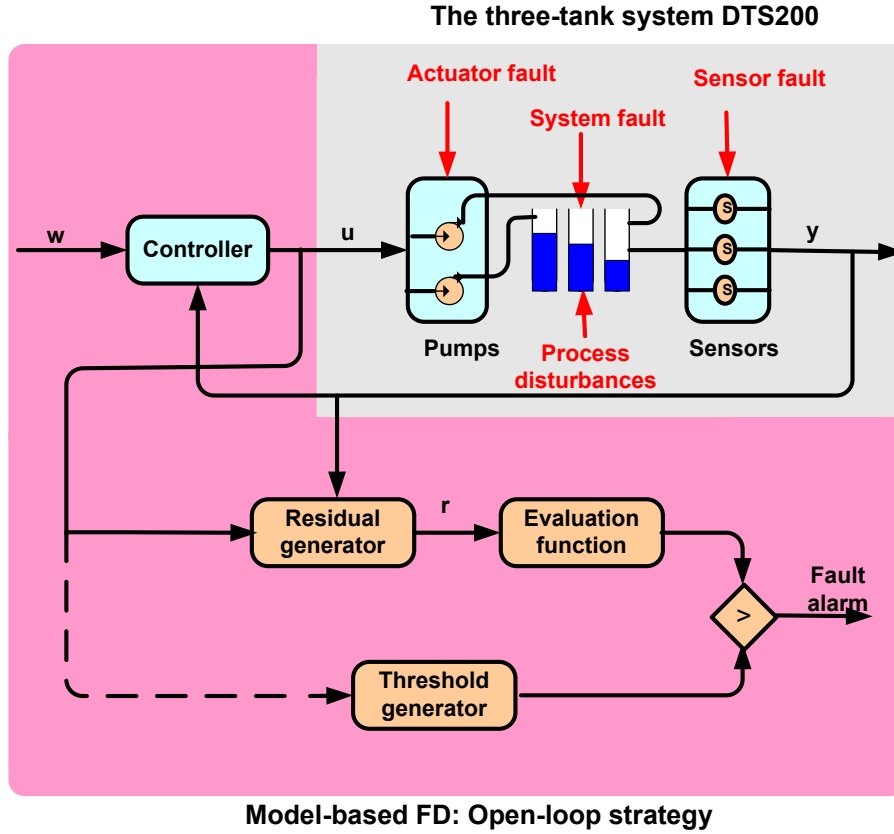 The three-tank system DTS200
Actuator fault
Sensor fault
System fault
w
Controller
u
S
S
S
y
Pumps
Process
disturbances
Sensors
Residual
generator
r
Evaluation
function
Fault
alarm
>
Threshold
generator
Model-based FD: Open-loop strategy